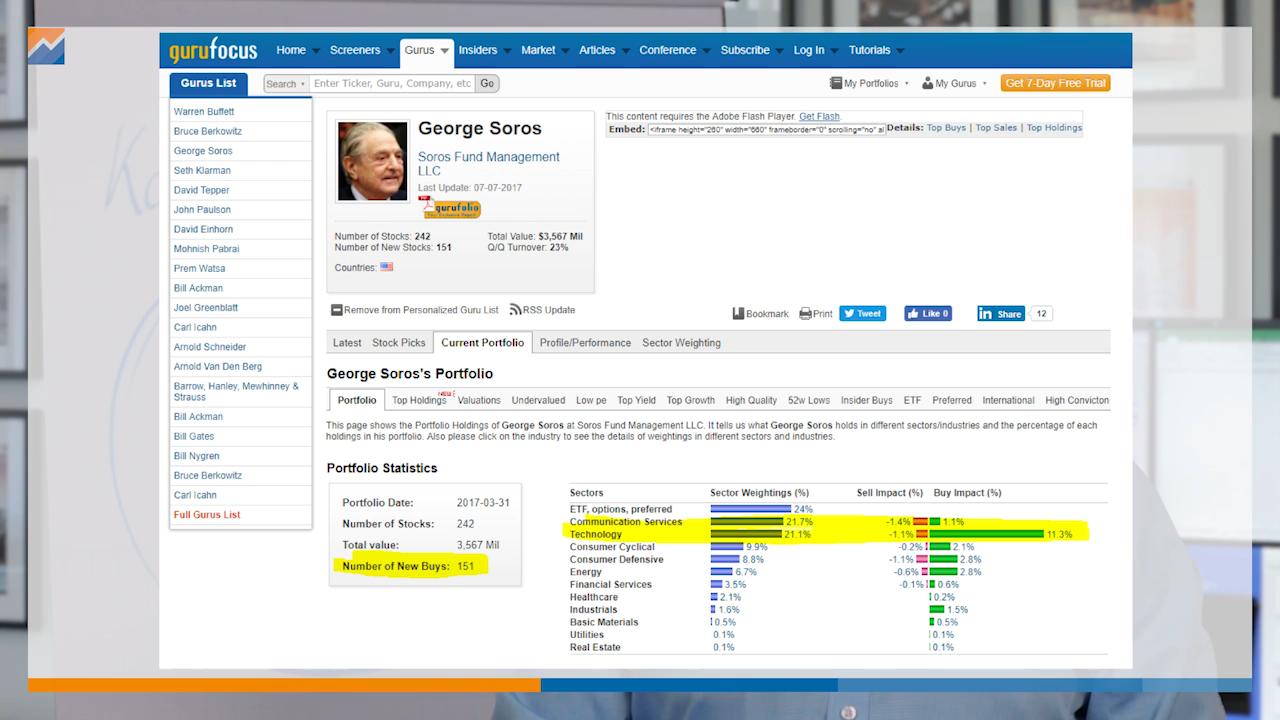 gurufocus
Home Screeners Gurus Insiders Market Articles Conference Subscribe Log In Tutorials
Gurus List
Search Enter Ticker, Guru, Company, etc Go
My Portfolios My Gurus Get 7-Day Free Trial
Warren Buffett
Bruce Berkowitz
George Soros
Seth Klarman
David Tepper
John Paulson
David Einhorn
Mohnish Pabrai
Prem Watsa
Bill Ackman
Joel Greenblatt
Carl Icahn
Arnold Schneider
Arnold Van Den Berg
Barrow, Hanley, Mewhinney &
Strauss
Bill Ackman
Bill Gates
Bill Nygren
Bruce Berkowitz
Carl Icahn
Full Gurus List
George Soros
Soros Fund Management
LLC
Last Update: 07-07-2017
gurufolio
Number of Stocks: 242 Total Value: $3,567 Mil
Number of New Stocks: 151 Q/Q Turnover: 23%
Countries:
This content requires the Adobe Flash Player. Get Flash.
Embed: <iframe height="260" width="660" frameborder="0" scrolling="no" al Details: Top Buys | Top Sales | Top Holdings
Remove from Personalized Guru List RSS Update
Bookmark Print Tweet Like 0 in Share 12
Latest Stock Picks Current Portfolio Profile/Performance Sector Weighting
George Soros's Portfolio
Portfolio Top Holdings NEW Valuations Undervalued Low pe Top Yield Top Growth High Quality 52w Lows Insider Buys ETF Preferred International High Convicton
This page shows the Portfolio Holdings of George Soros at Soros Fund Management LLC. It tells us what George Soros holds in different sectors/industries and the percentage of each
holdings in his portfolio. Also please click on the industry to see the details of weightings in different sectors and industries.
Portfolio Statistics
Portfolio Date: 2017-03-31
Number of Stocks: 242
Total value: 3,567 Mil
Number of New Buys: 151
Sectors Sector Weightings (%) Sell Impact (%) Buy Impact (%)
ETF, options, preferred 24%
Communication Services 21.7% -1.4% 1.1%
Technology 21.1% -1.1% 11.3%
Consumer Cyclical 9.9% -0.2% 2.1%
Consumer Defensive 8.8% -1.1% 2.8%
Energy 6.7% -0.6% 2.8%
Financial Services 3.5% -0.1% 0.6%
Healthcare 2.1% 0.2%
Industrials 1.6% 1.5%
Basic Materials 0.5% 0.5%
Utilities 0.1% 0.1%
Real Estate 0.1% 0.1%